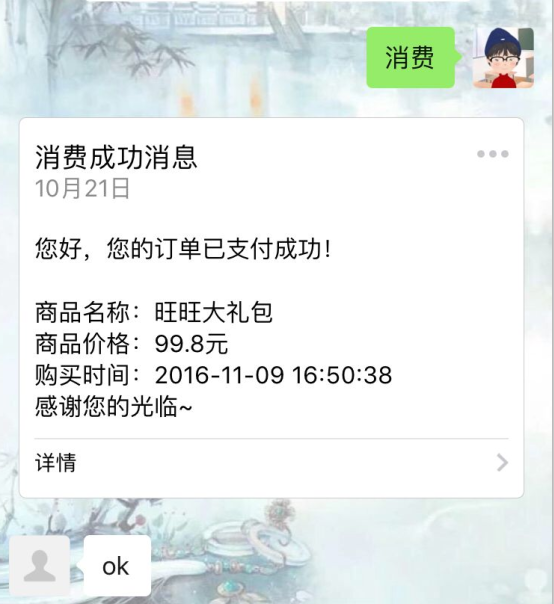 消费
消费成功消息
10月21日
您好，您的订单已支付成功！
商品名称：旺旺大礼包
商品价格：99.8元
购买时间：2016-11-09 16:50:38
感谢您的光临~
详情
ok